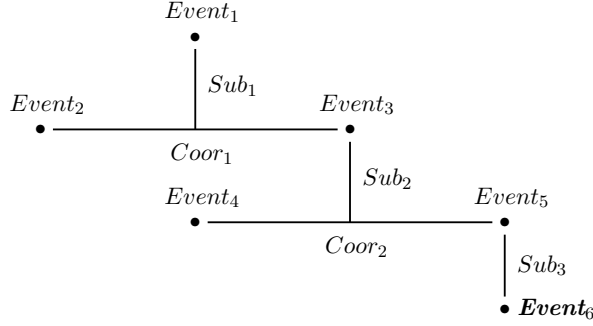 Event₁
Sub₁
Event₂ Event₃
Coor₁
Sub₂
Event₄ Event₅
Coor₂
Sub₃
Event₆